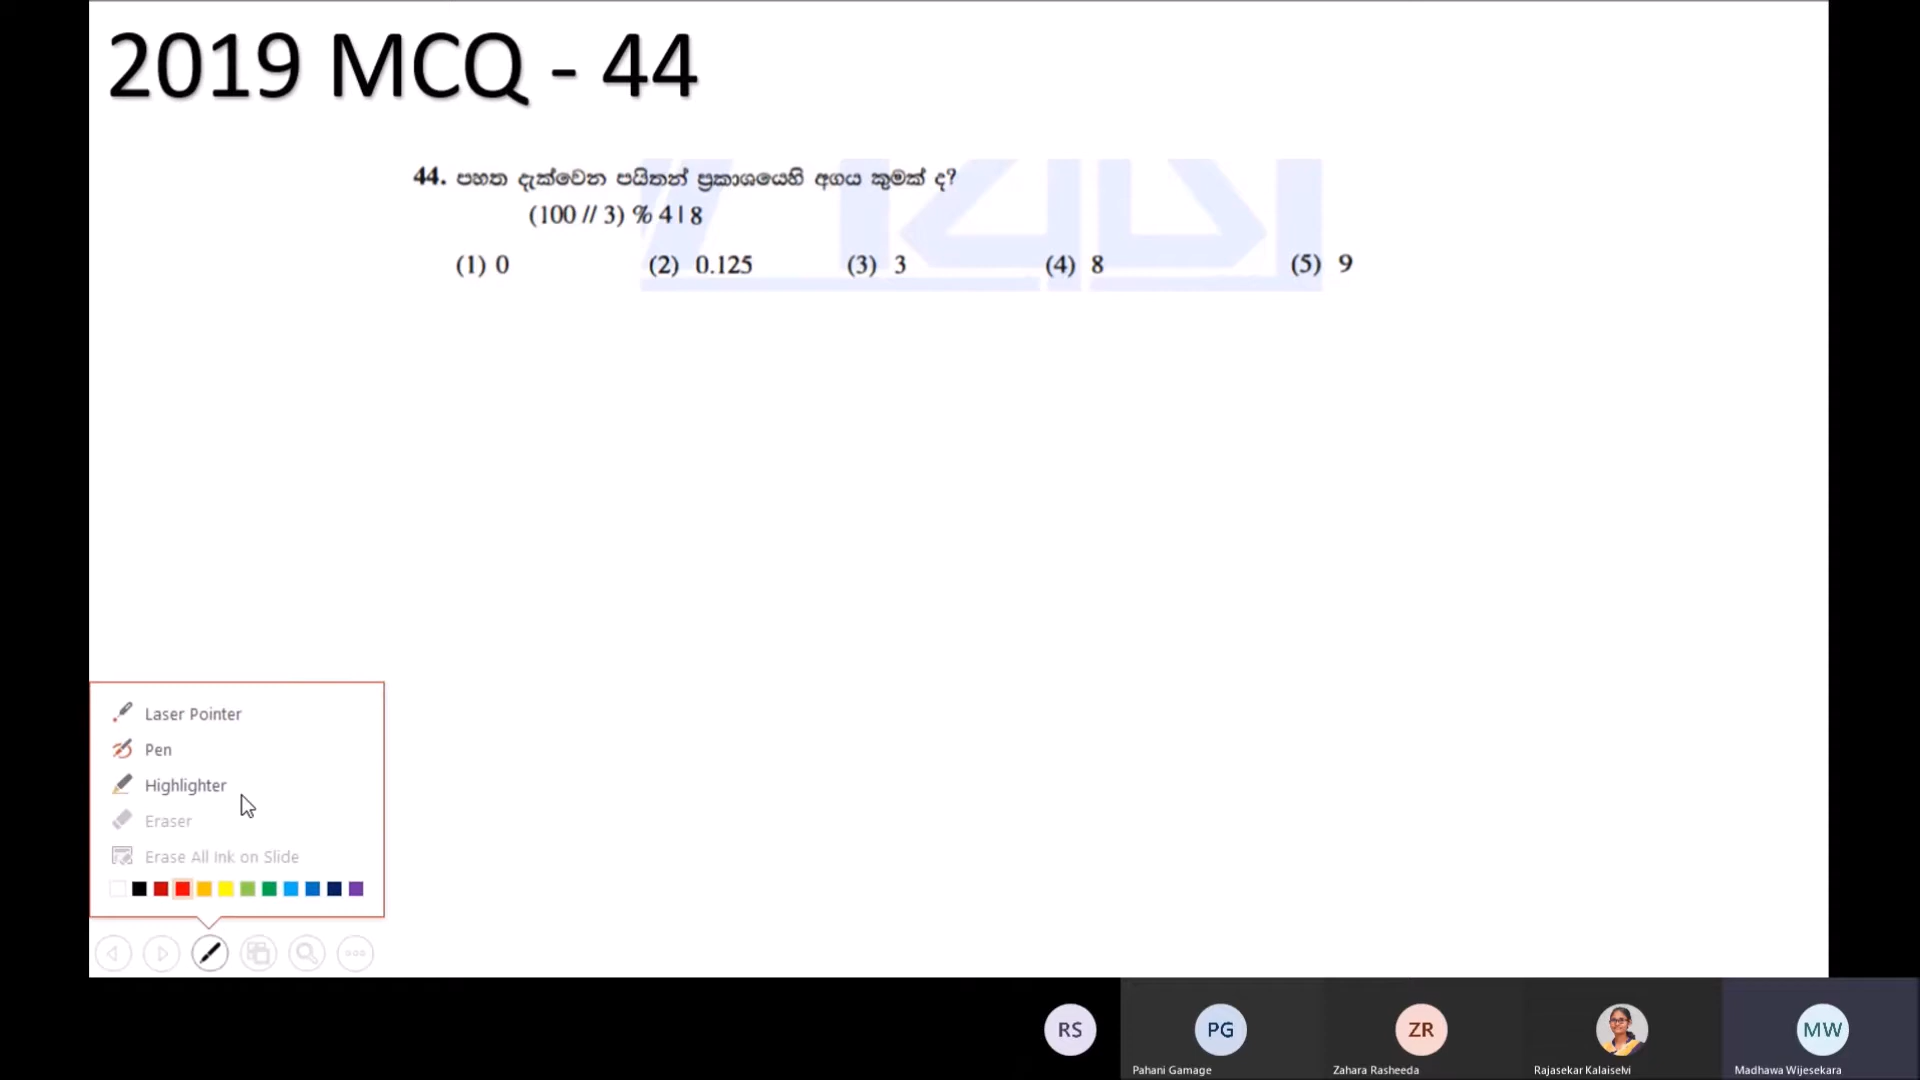 2019 MCQ - 44
44. පහත දැක්වෙන පයිතන් ප්‍රකාශයෙහි අගය කුමක් ද?
(100 // 3) % 4 | 8
(1) 0 (2) 0.125 (3) 3 (4) 8 (5) 9
Laser Pointer
Pen
Highlighter
Eraser
Erase All Ink on Slide
RS PG ZR MW
Pahani Gamage Zahara Rasheeda Rajasekar Kalaiselvi Madhawa Wijesekara